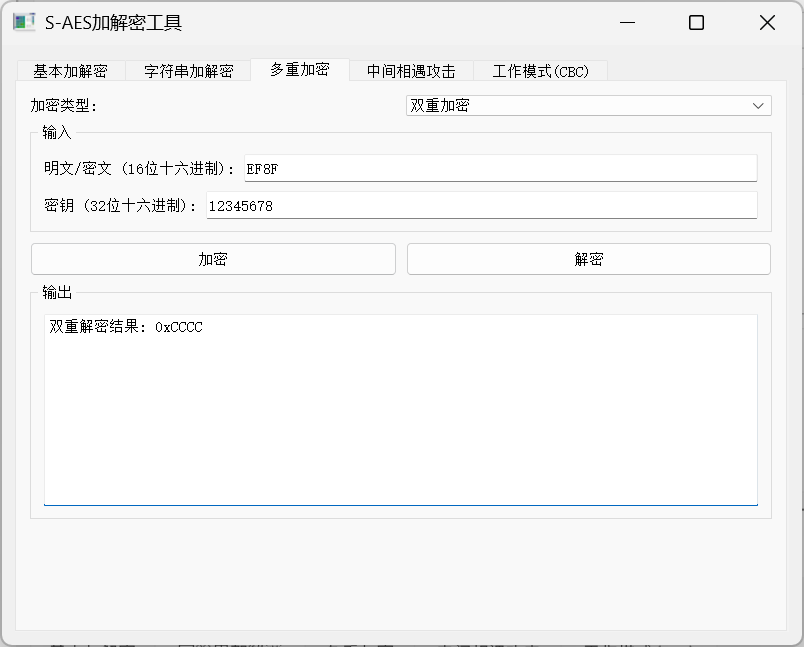 S-AES加解密工具
基本加解密 字符串加解密 多重加密 中间相遇攻击 工作模式(CBC)
加密类型: 双重加密
输入
明文/密文 (16位十六进制): EF8F
密钥 (32位十六进制): 12345678
加密 解密
输出
双重解密结果: 0xCCCC